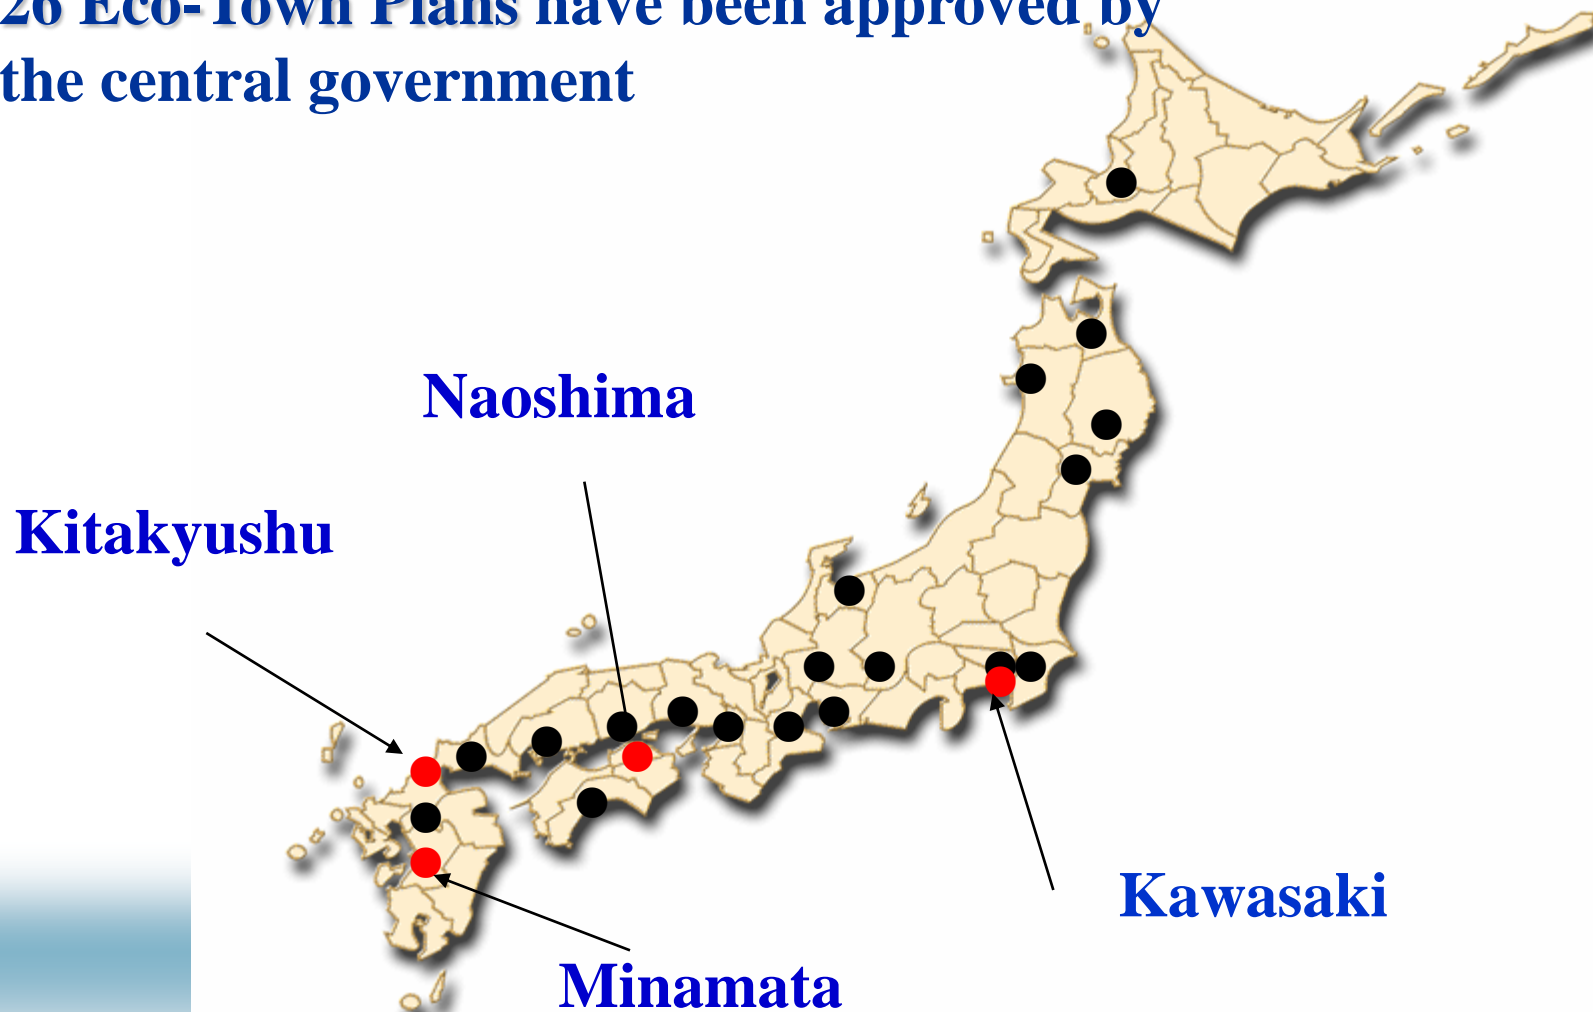 26 Eco-Town Plans have been approved by
the central government
Naoshima
Kitakyushu
Kawasaki
Minamata